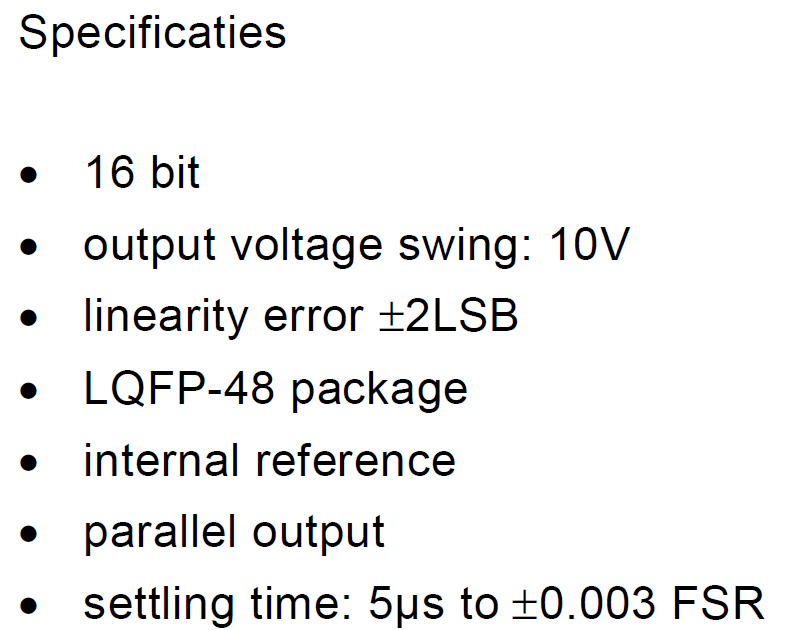 Specificaties
• 16 bit
• output voltage swing: 10V
• linearity error ±2LSB
• LQFP-48 package
• internal reference
• parallel output
• settling time: 5µs to ±0.003 FSR